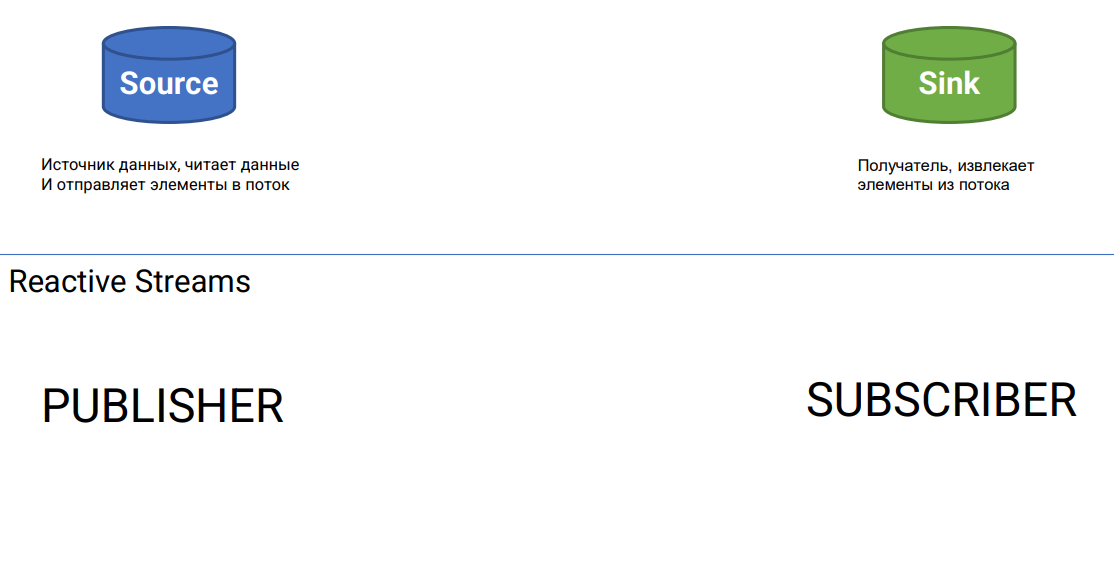 Source
Sink
Источник данных, читает данные
И отправляет элементы в поток
Получатель, извлекает
элементы из потока
Reactive Streams
PUBLISHER
SUBSCRIBER